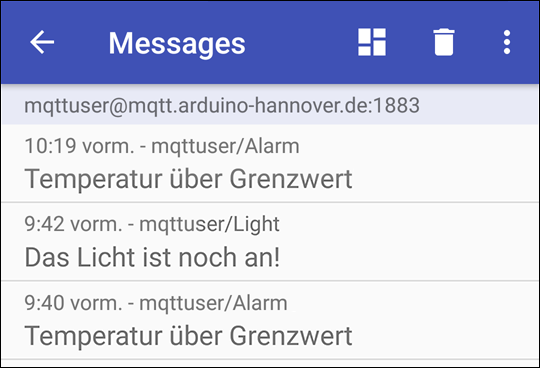 Messages
mqttuser@mqtt.arduino-hannover.de:1883
10:19 vorm. - mqttuser/Alarm
Temperatur über Grenzwert
9:42 vorm. - mqttuser/Light
Das Licht ist noch an!
9:40 vorm. - mqttuser/Alarm
Temperatur über Grenzwert